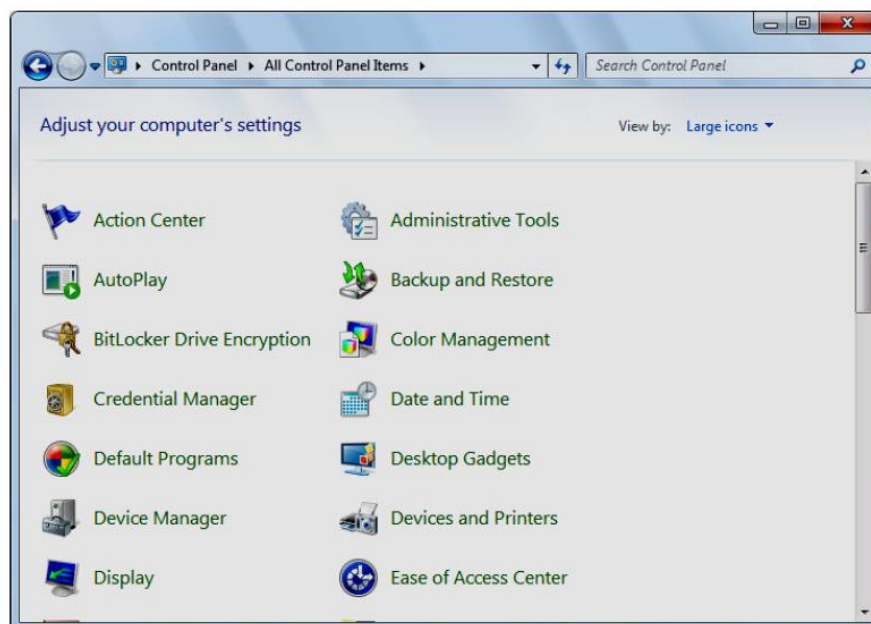 Control Panel All Control Panel Items Search Control Panel
Adjust your computer's settings View by: Large icons
Action Center Administrative Tools
AutoPlay Backup and Restore
BitLocker Drive Encryption Color Management
Credential Manager Date and Time
Default Programs Desktop Gadgets
Device Manager Devices and Printers
Display Ease of Access Center